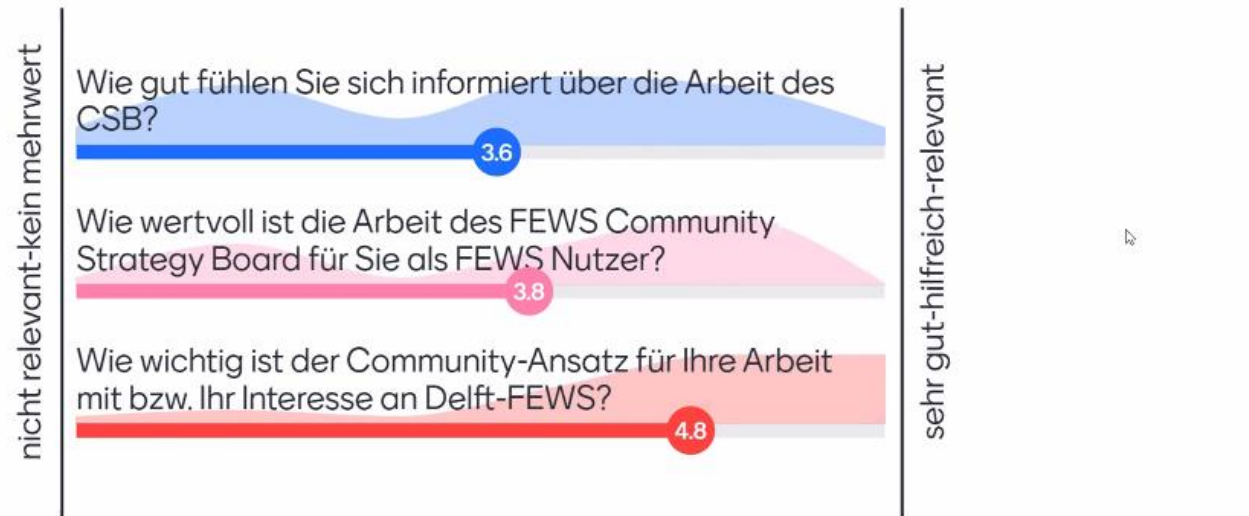 nicht relevant-kein mehrwert
Wie gut fühlen Sie sich informiert über die Arbeit des
CSB?
3.6
Wie wertvoll ist die Arbeit des FEWS Community
Strategy Board für Sie als FEWS Nutzer?
3.8
Wie wichtig ist der Community-Ansatz für Ihre Arbeit
mit bzw. Ihr Interesse an Delft-FEWS?
4.8
sehr gut-hilfreich-relevant